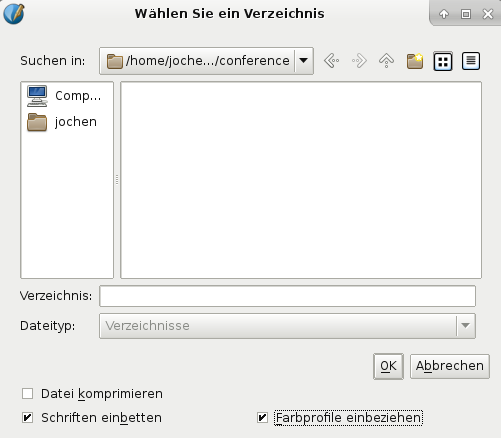 Wählen Sie ein Verzeichnis
Suchen in: /home/joche.../conference
Comp...
jochen
Verzeichnis:
Dateityp: Verzeichnisse
OK Abbrechen
Datei komprimieren
Schriften einbetten Farbprofile einbeziehen